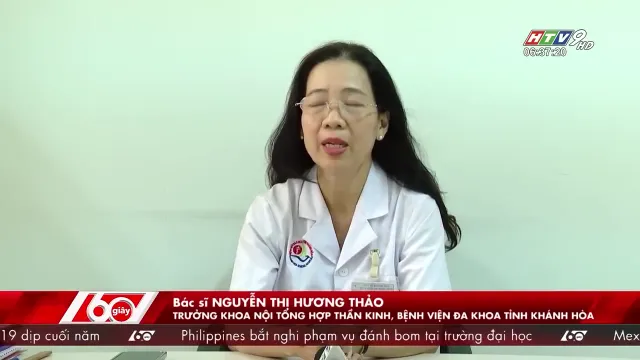 HTV9
HD
06:37:20
60
giây
Bác sĩ NGUYỄN THỊ HƯƠNG THẢO
TRƯỞNG KHOA NỘI TỔNG HỢP THẦN KINH, BỆNH VIỆN ĐA KHOA TỈNH KHÁNH HÒA
19 dịp cuối năm 60 Philippines bắt nghi phạm vụ đánh bom tại trường đại học 60 Mex